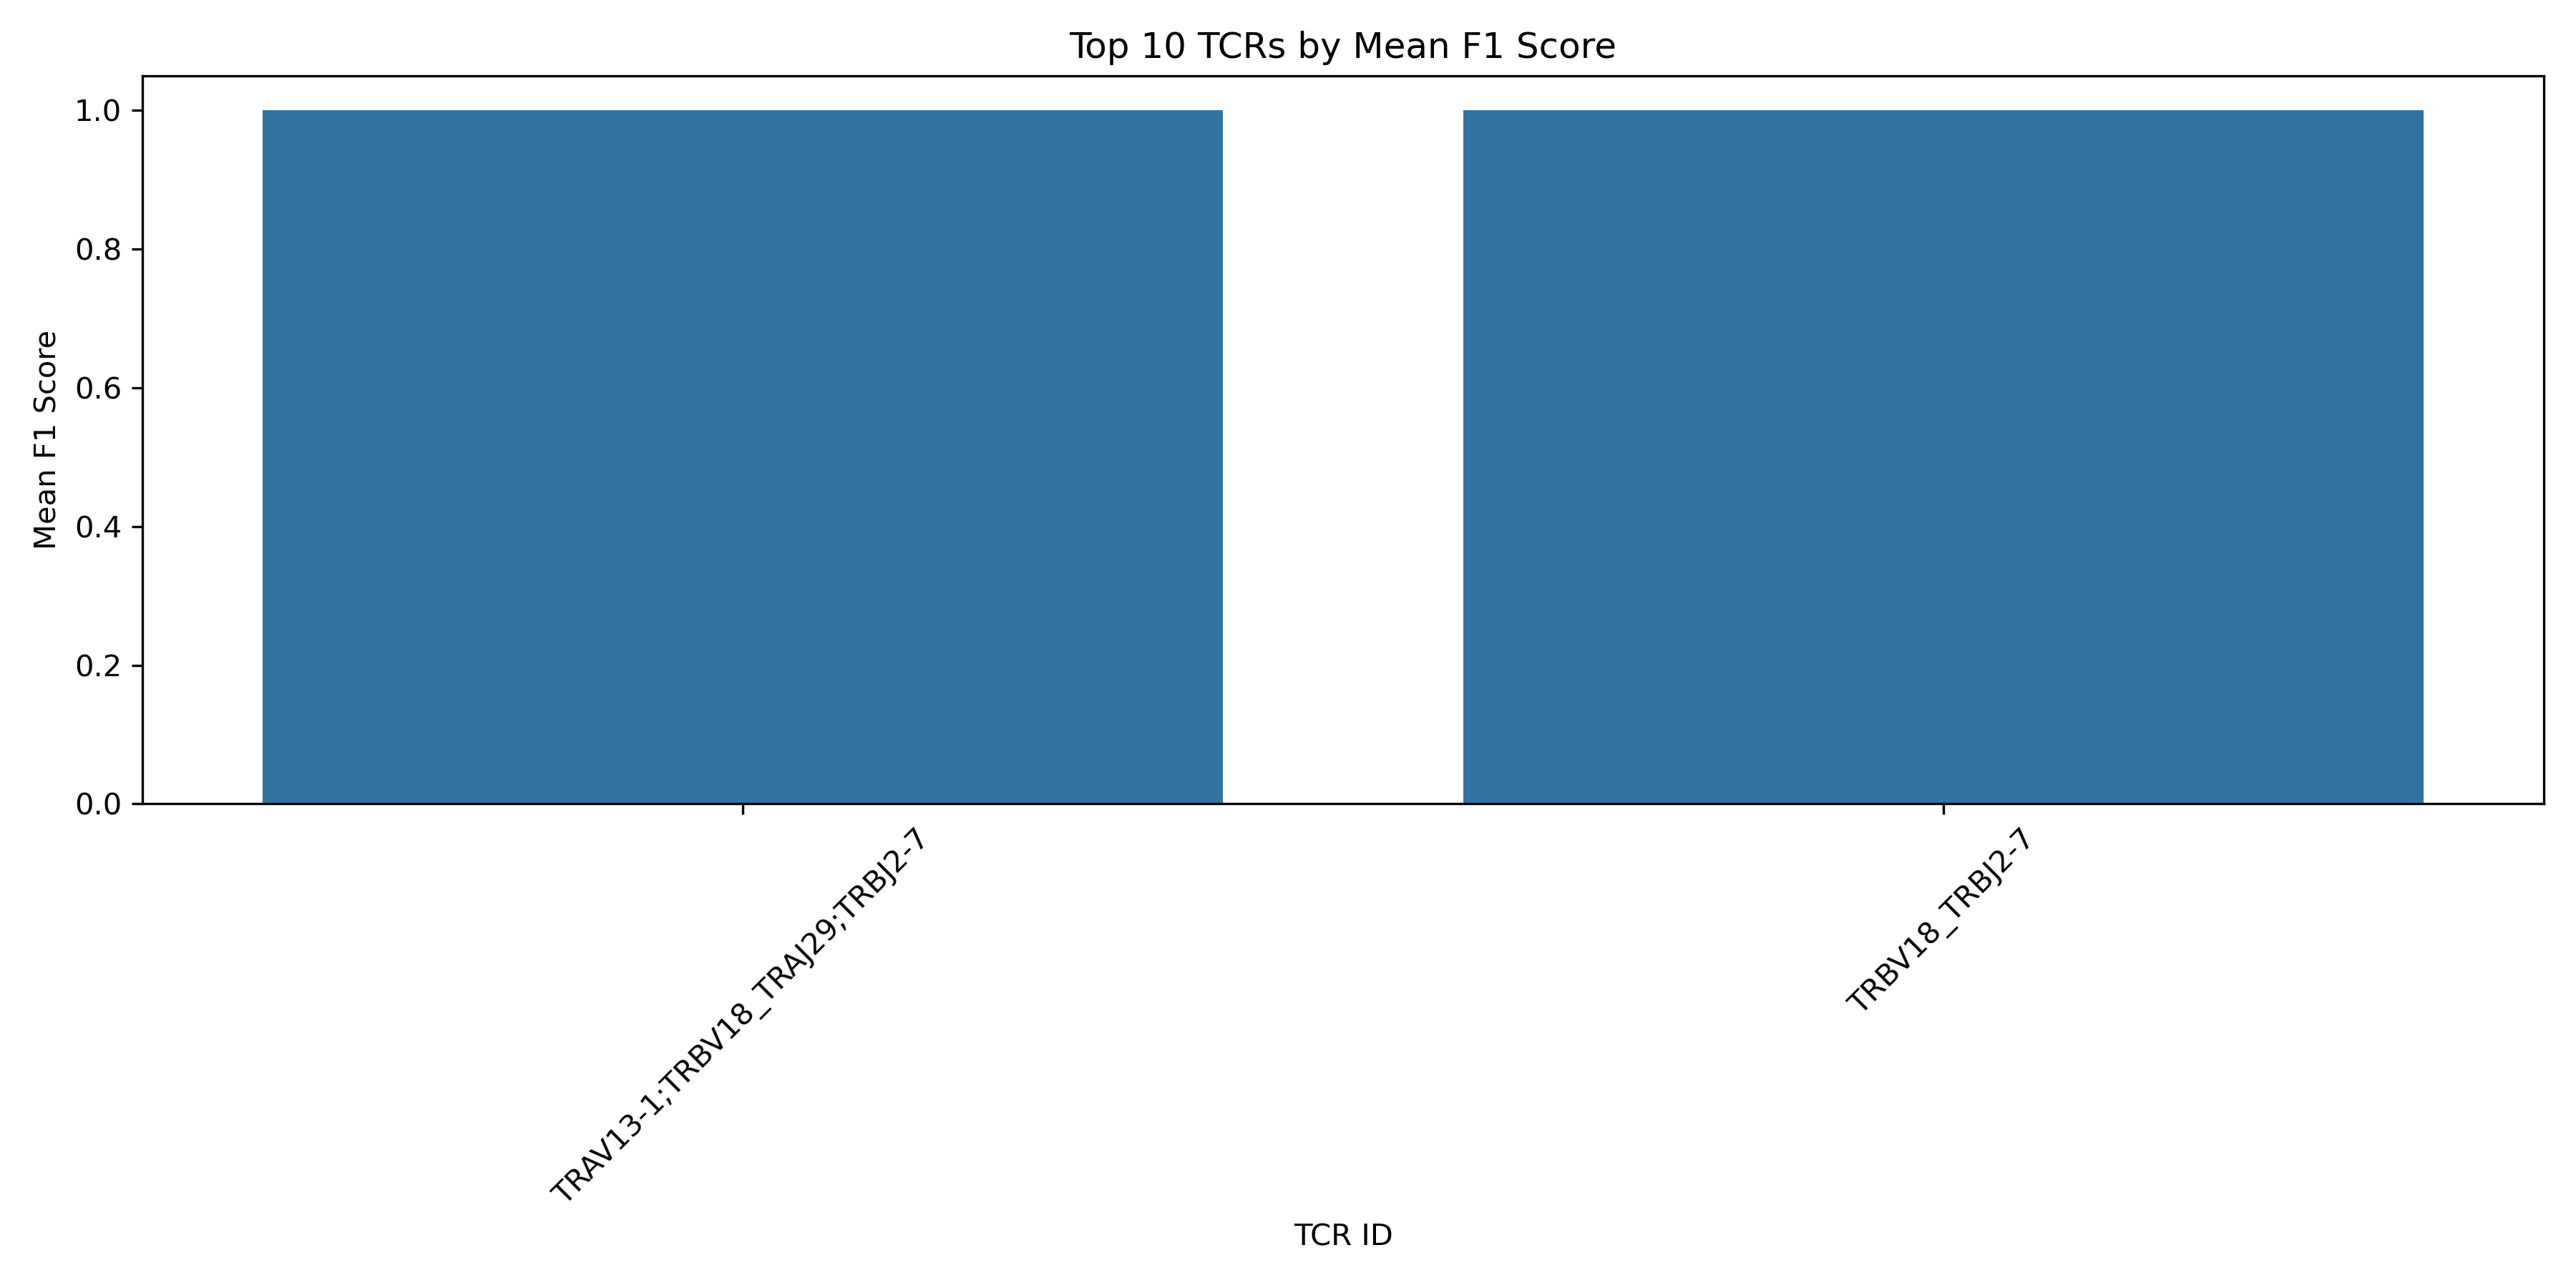 Top 10 TCRs by Mean F1 Score
Mean F1 Score
1.0
0.8
0.6
0.4
0.2
0.0
TRAV13-1;TRBV18_TRAJ29;TRBJ2-7
TRBV18_TRBJ2-7
TCR ID